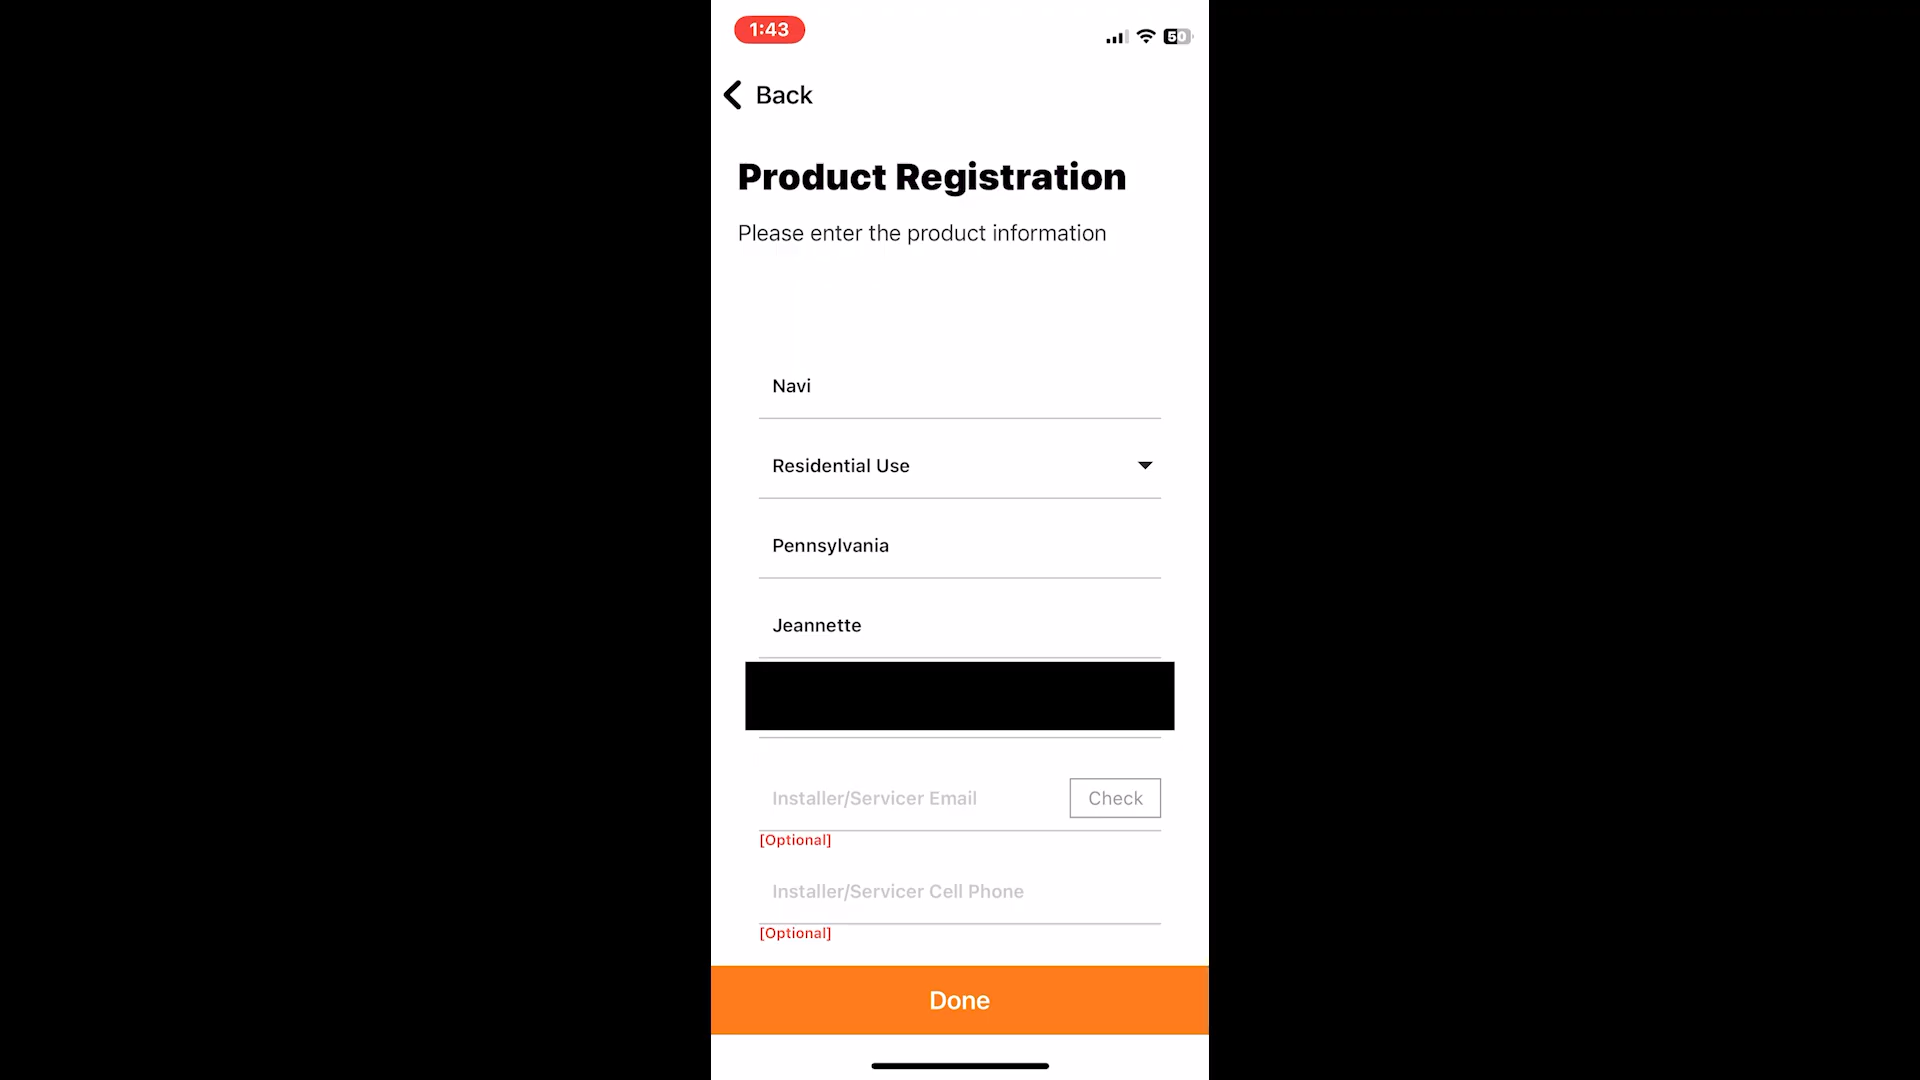 1:43
50
Back
Product Registration
Please enter the product information
Navi
Residential Use
Pennsylvania
Jeannette
Installer/Servicer Email
Check
[Optional]
Installer/Servicer Cell Phone
[Optional]
Done